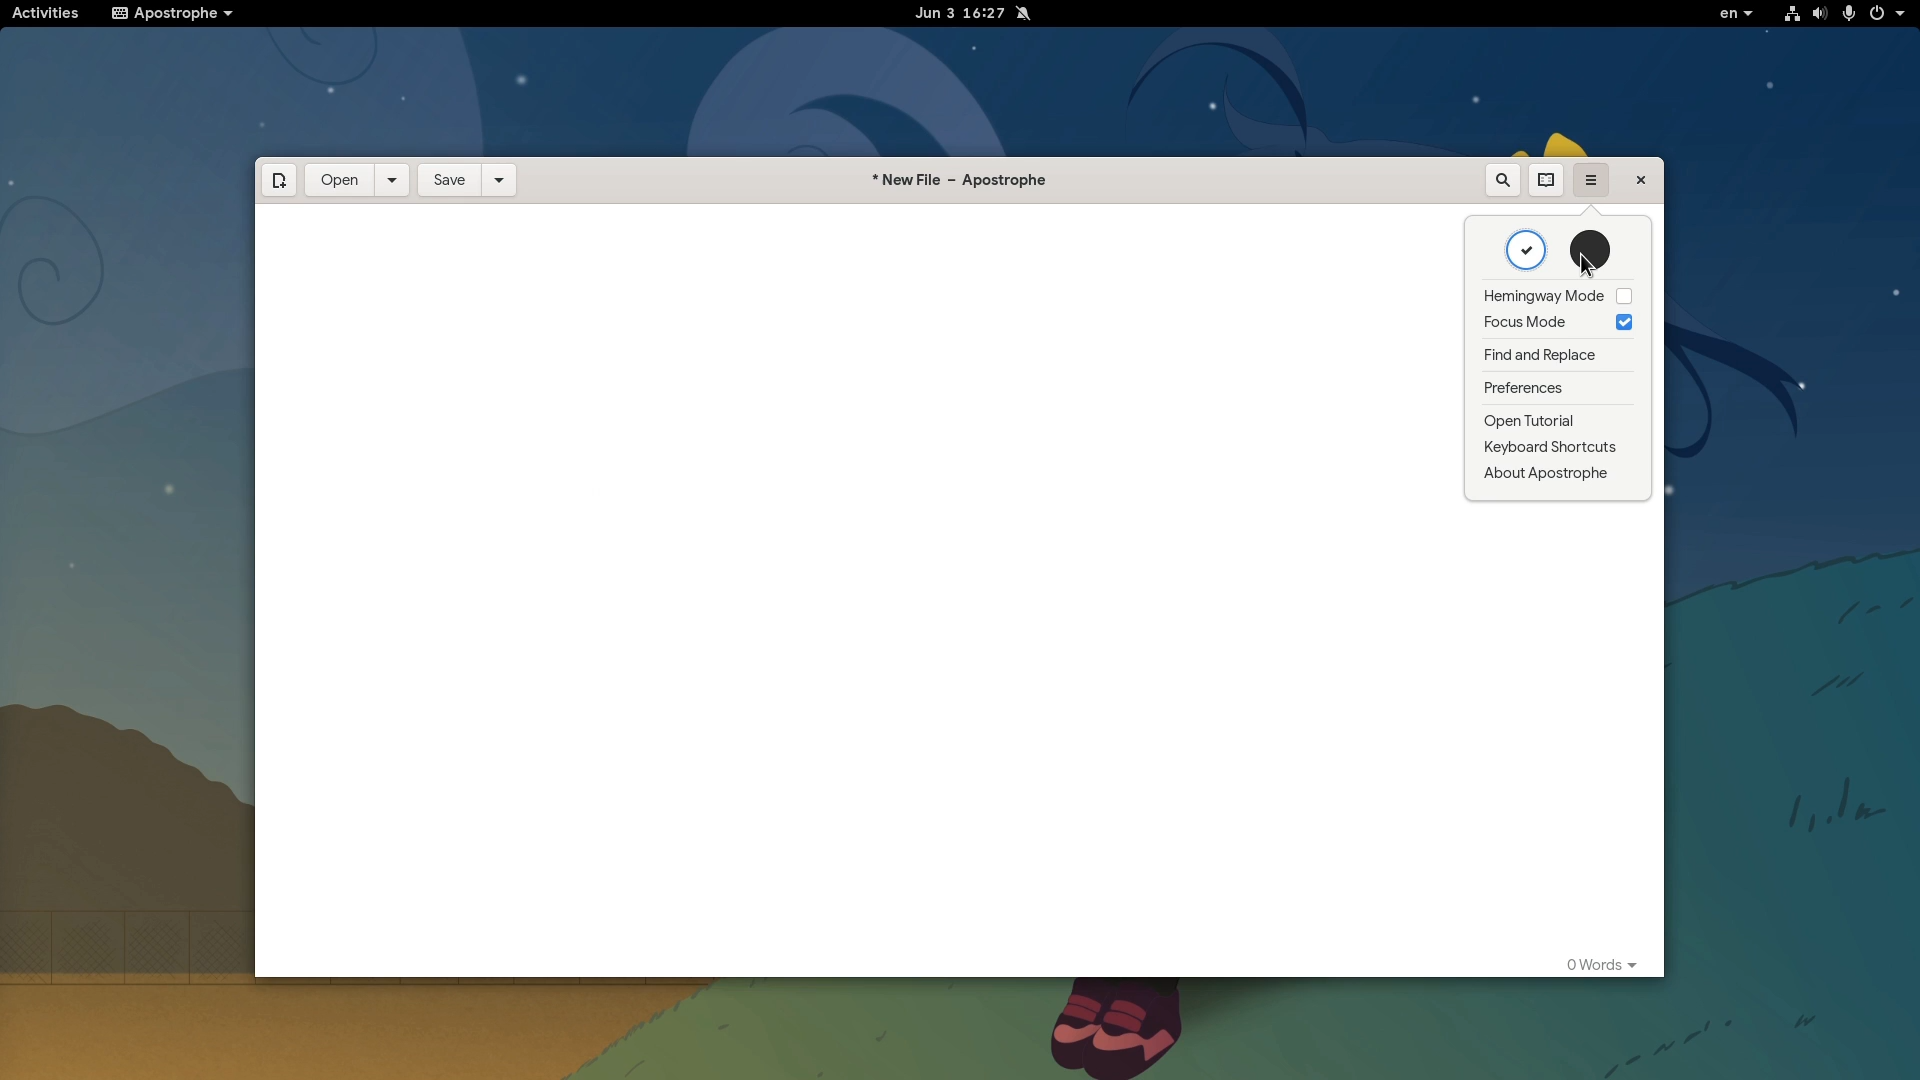 Activities
Apostrophe
Jun 3 16:27
en
Open
Save
* New File – Apostrophe
Hemingway Mode
Focus Mode
Find and Replace
Preferences
Open Tutorial
Keyboard Shortcuts
About Apostrophe
0 Words